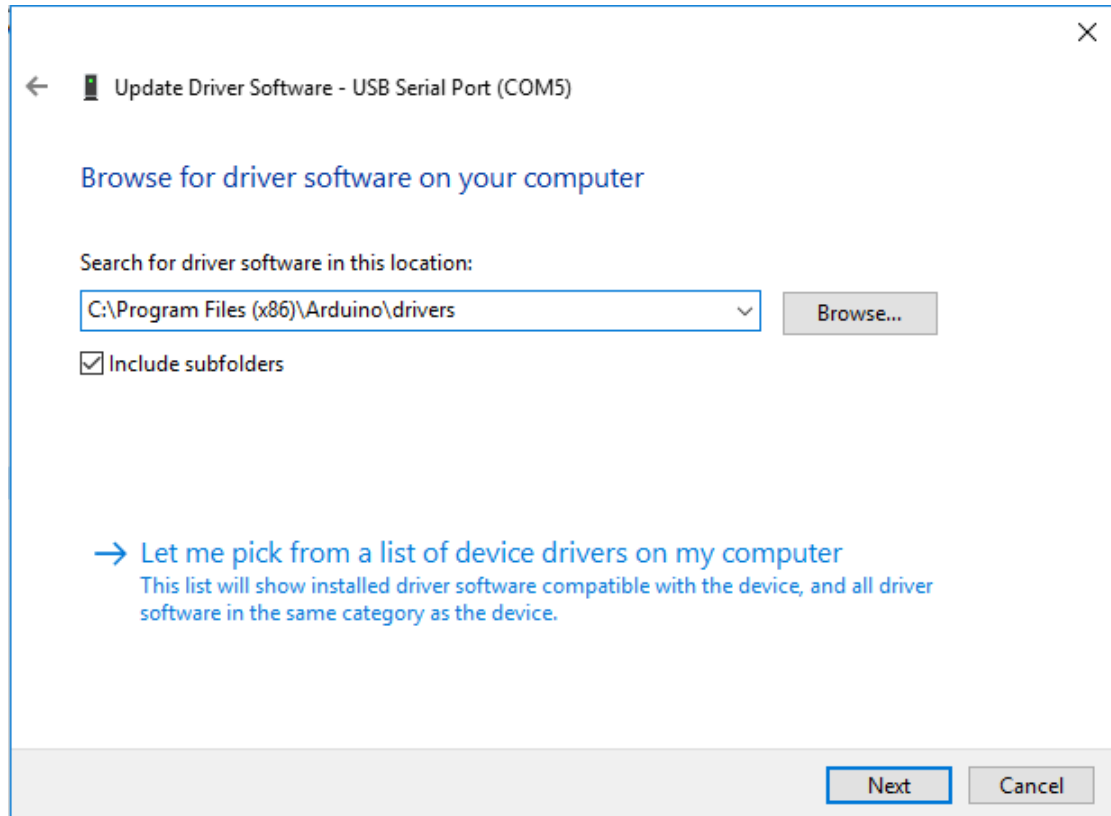 Update Driver Software - USB Serial Port (COM5)
Browse for driver software on your computer
Search for driver software in this location:
C:\Program Files (x86)\Arduino\drivers
Browse...
Include subfolders
Let me pick from a list of device drivers on my computer
This list will show installed driver software compatible with the device, and all driver
software in the same category as the device.
Next
Cancel